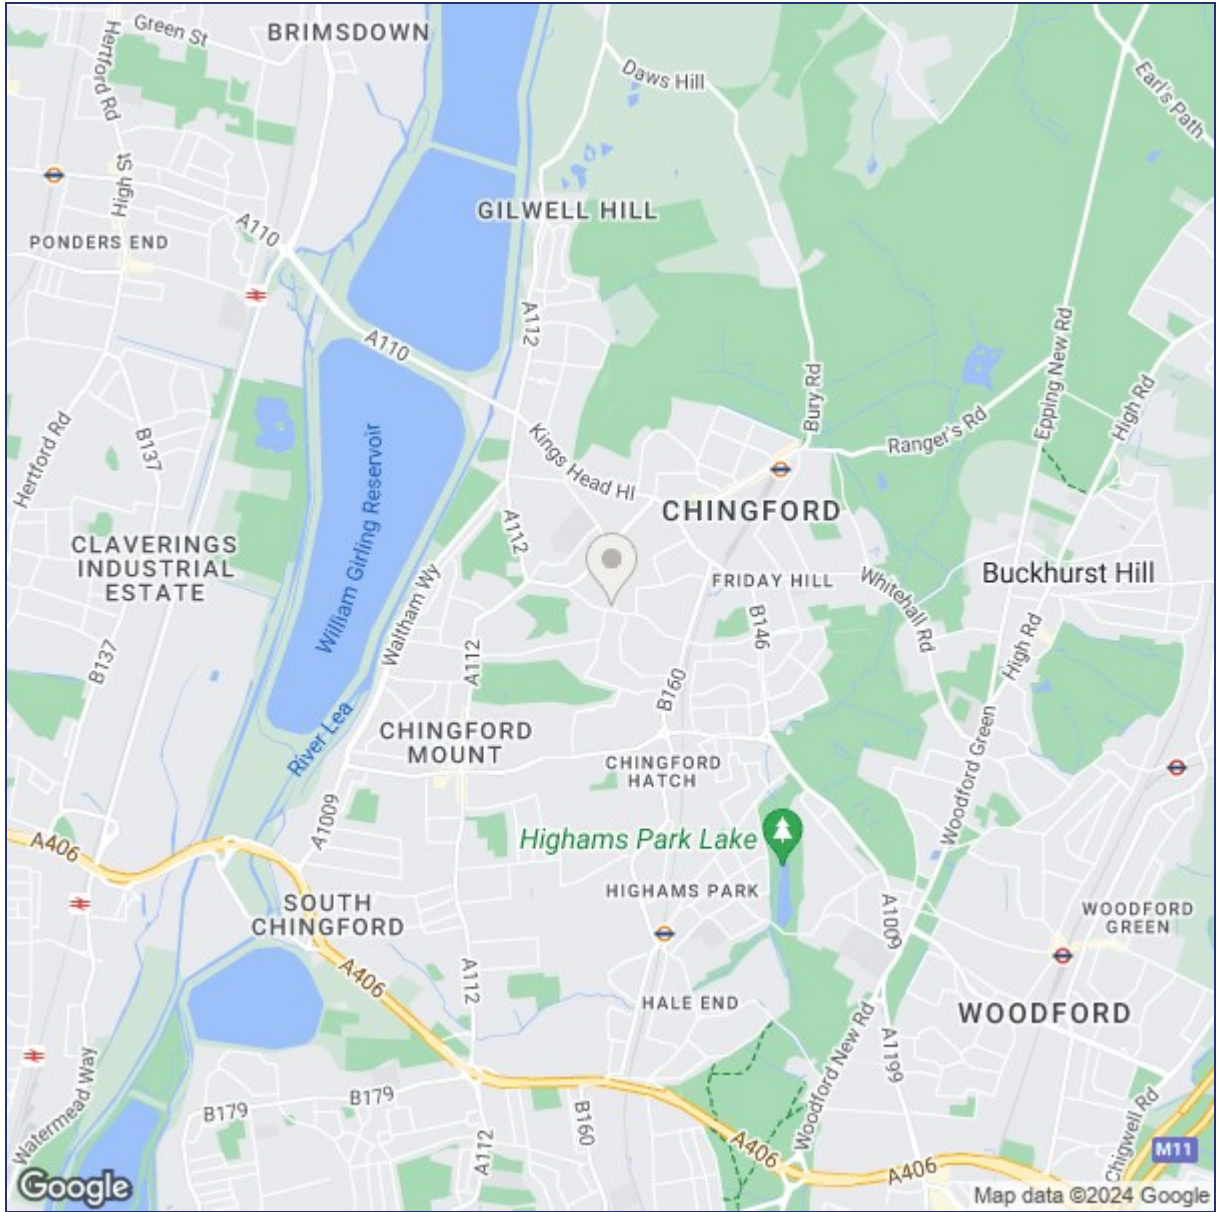 Green St
BRIMSDOWN
Hertford Rd
Daws Hill
Earl's Path
High St
GILWELL HILL
A110
PONDERS END
A112
A110
Epping New Rd
Bury Rd
High Rd
Ranger's Rd
Hertford Rd
B137
Kings Head Hl
William Girling Reservoir
CHINGFORD
A112
CLAVERINGS
INDUSTRIAL
ESTATE
FRIDAY HILL
Whitehall Rd
Buckhurst Hill
Waltham Wy
B146
High Rd
B137
A112
B160
River Lea
CHINGFORD
MOUNT
CHINGFORD
HATCH
Woodford Green
A1009
A406
Highams Park Lake
HIGHAMS PARK
SOUTH
CHINGFORD
A1009
WOODFORD
GREEN
A406
A112
HALE END
WOODFORD
Woodford New Rd
A1199
Watermead Way
B179
B179
B160
A112
A406
A406
Chigwell Rd
M11
Google
Map data ©2024 Google